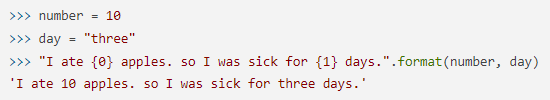 >>> number = 10
>>> day = "three"
>>> "I ate {0} apples. so I was sick for {1} days.".format(number, day)
'I ate 10 apples. so I was sick for three days.'